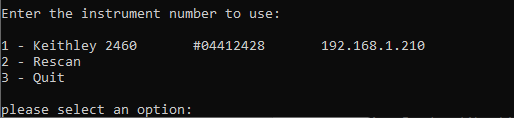 Enter the instrument number to use:
1 - Keithley 2460 #04412428 192.168.1.210
2 - Rescan
3 - Quit
please select an option: